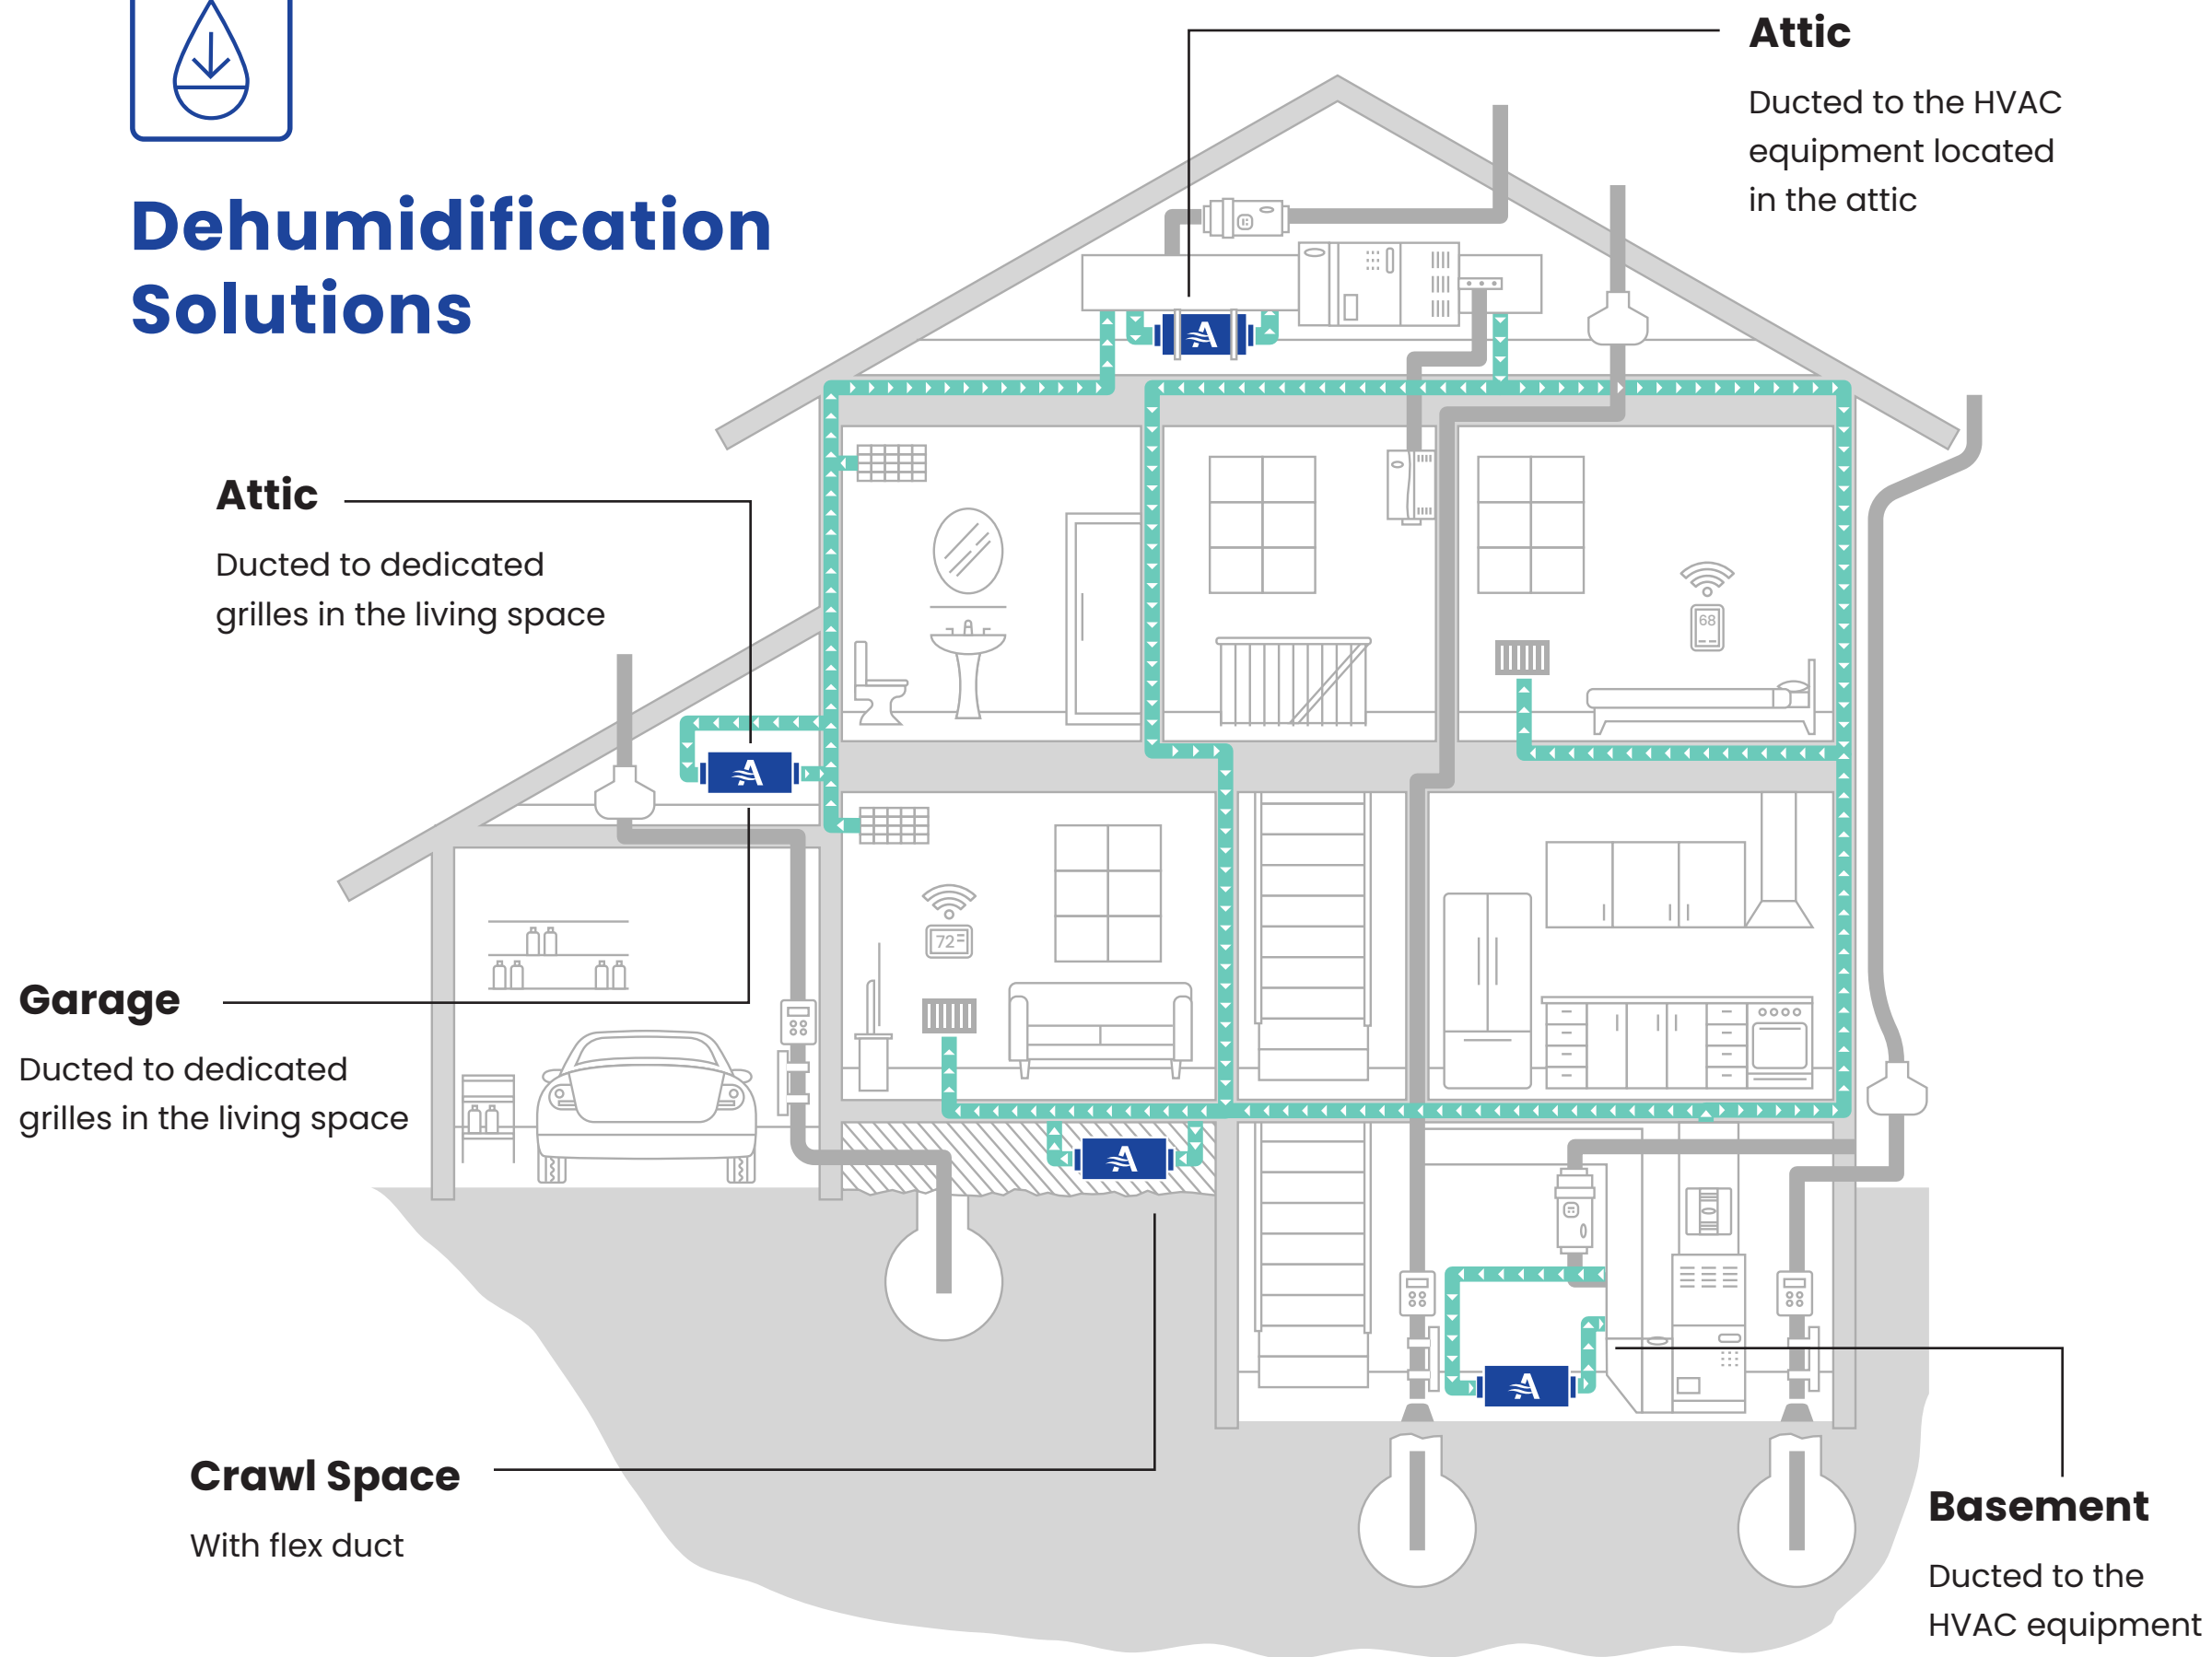 Dehumidification
Solutions
Attic
Ducted to the HVAC
equipment located
in the attic
Attic
Ducted to dedicated
grilles in the living space
68
72
Garage
Ducted to dedicated
grilles in the living space
Crawl Space
With flex duct
Basement
Ducted to the
HVAC equipment